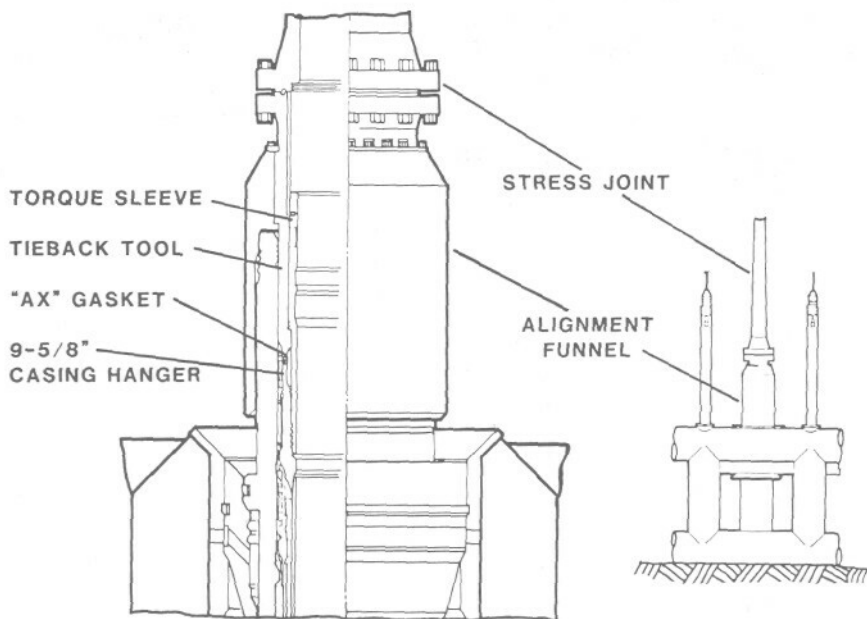 TORQUE SLEEVE
TIEBACK TOOL
"AX" GASKET
9-5/8"
CASING HANGER
STRESS JOINT
ALIGNMENT
FUNNEL